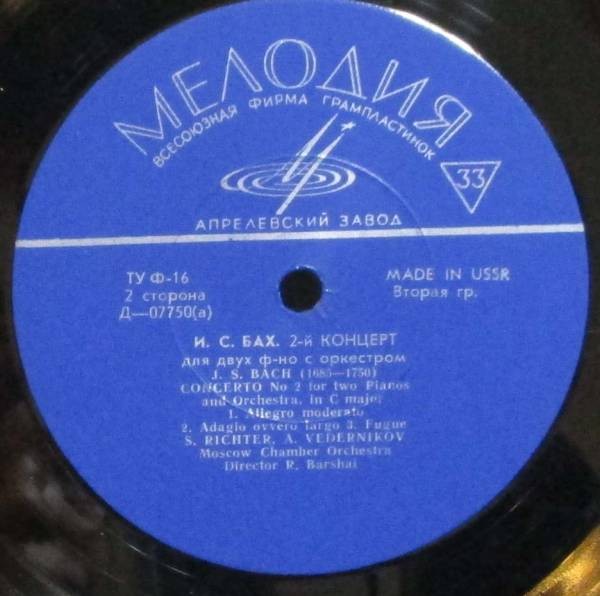 МЕЛОДИЯ
ВСЕСОЮЗНАЯ ФИРМА ГРАМПЛАСТИНОК
33
АПРЕЛЕВСКИЙ ЗАВОД
ТУ Ф-16
2 сторона
Д—07750(а)
MADE IN USSR
Вторая гр.
И. С. БАХ. 2-й КОНЦЕРТ
для двух ф-но с оркестром
J. S. BACH (1685—1750)
CONCERTO No 2 for two Pianos
and Orchestra, in C major
1. Allegro moderato
2. Adagio ovvero largo 3. Fugue
S. RICHTER, A. VEDERNIKOV
Moscow Chamber Orchestra
Director R. Barshai